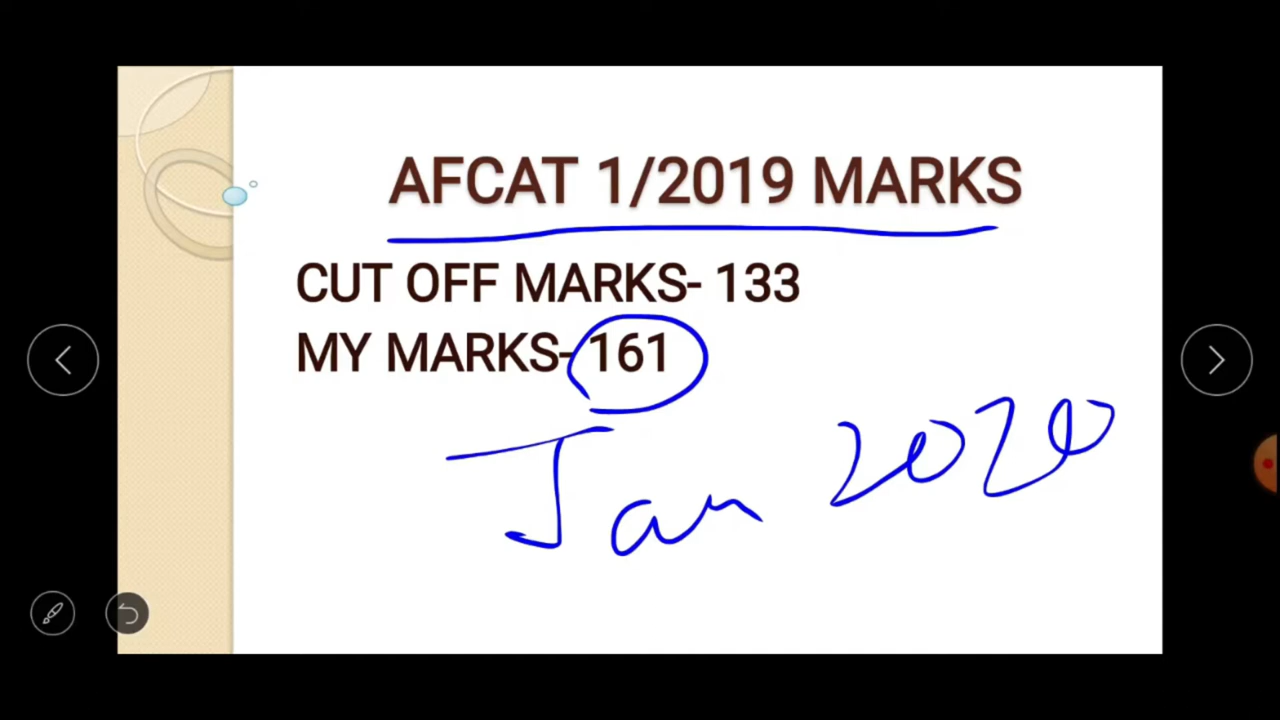 AFCAT 1/2019 MARKS
CUT OFF MARKS- 133
MY MARKS- 161
Jan 2020